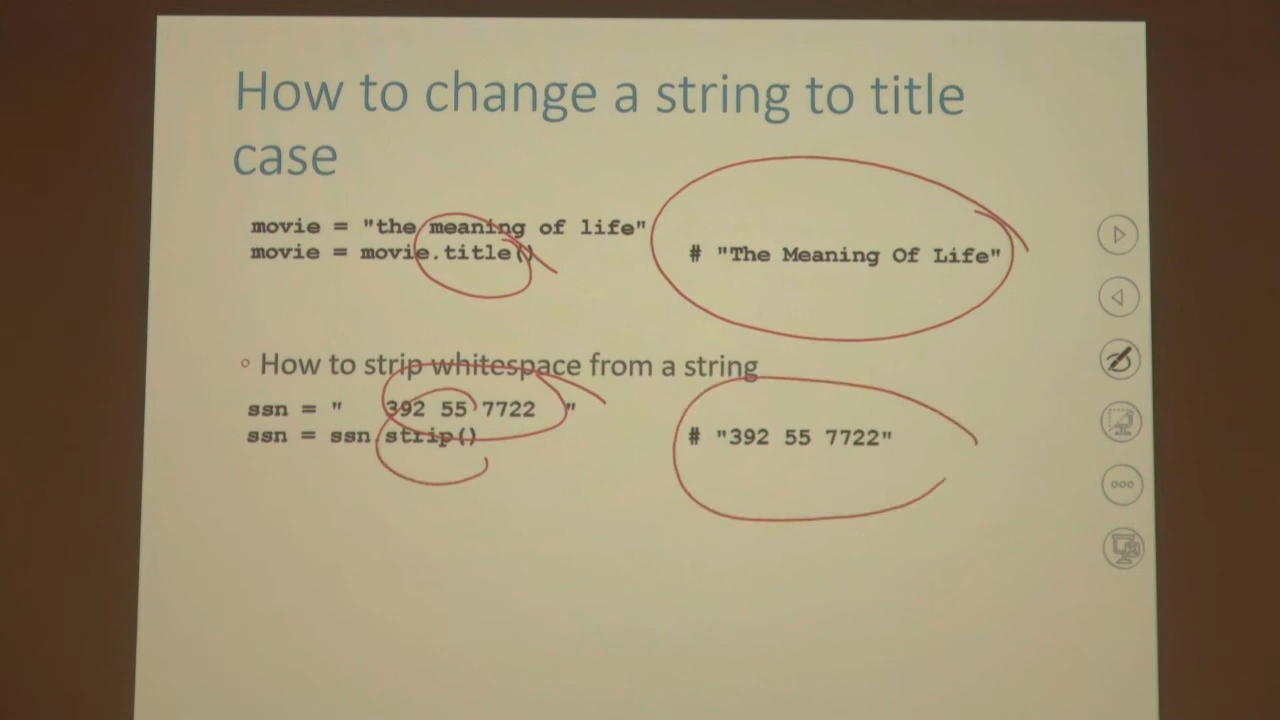 How to change a string to title
case
movie = "the meaning of life"
movie = movie.title() # "The Meaning Of Life"
How to strip whitespace from a string
ssn = "   392 55 7722  "
ssn = ssn.strip() # "392 55 7722"